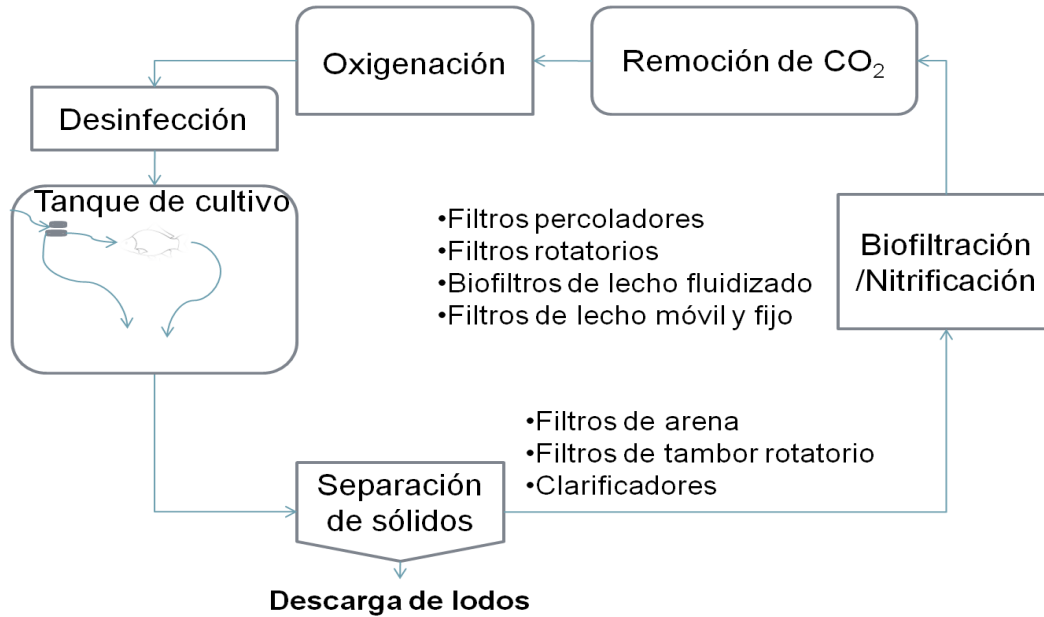 Oxigenación
Remoción de CO₂
Desinfección
Tanque de cultivo
•Filtros percoladores
•Filtros rotatorios
•Biofiltros de lecho fluidizado
•Filtros de lecho móvil y fijo
Biofiltración
/Nitrificación
•Filtros de arena
•Filtros de tambor rotatorio
•Clarificadores
Separación
de sólidos
Descarga de lodos